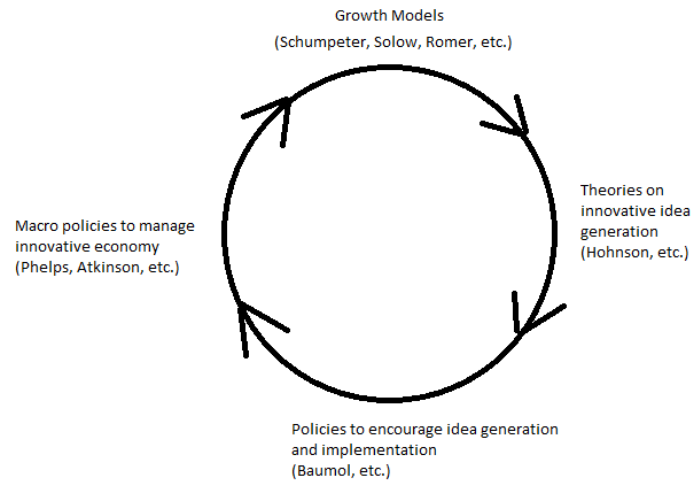 Growth Models
(Schumpeter, Solow, Romer, etc.)
Theories on
innovative idea
generation
(Hohnson, etc.)
Policies to encourage idea generation
and implementation
(Baumol, etc.)
Macro policies to manage
innovative economy
(Phelps, Atkinson, etc.)